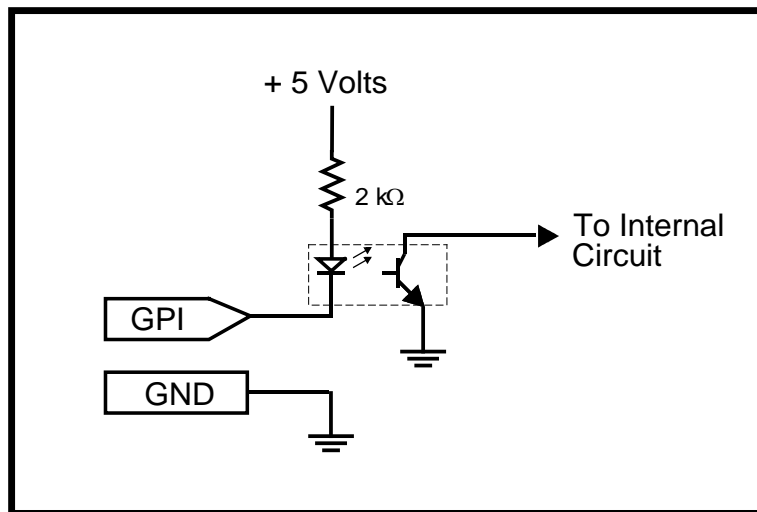 + 5 Volts
2 kΩ
To Internal
Circuit
GPI
GND